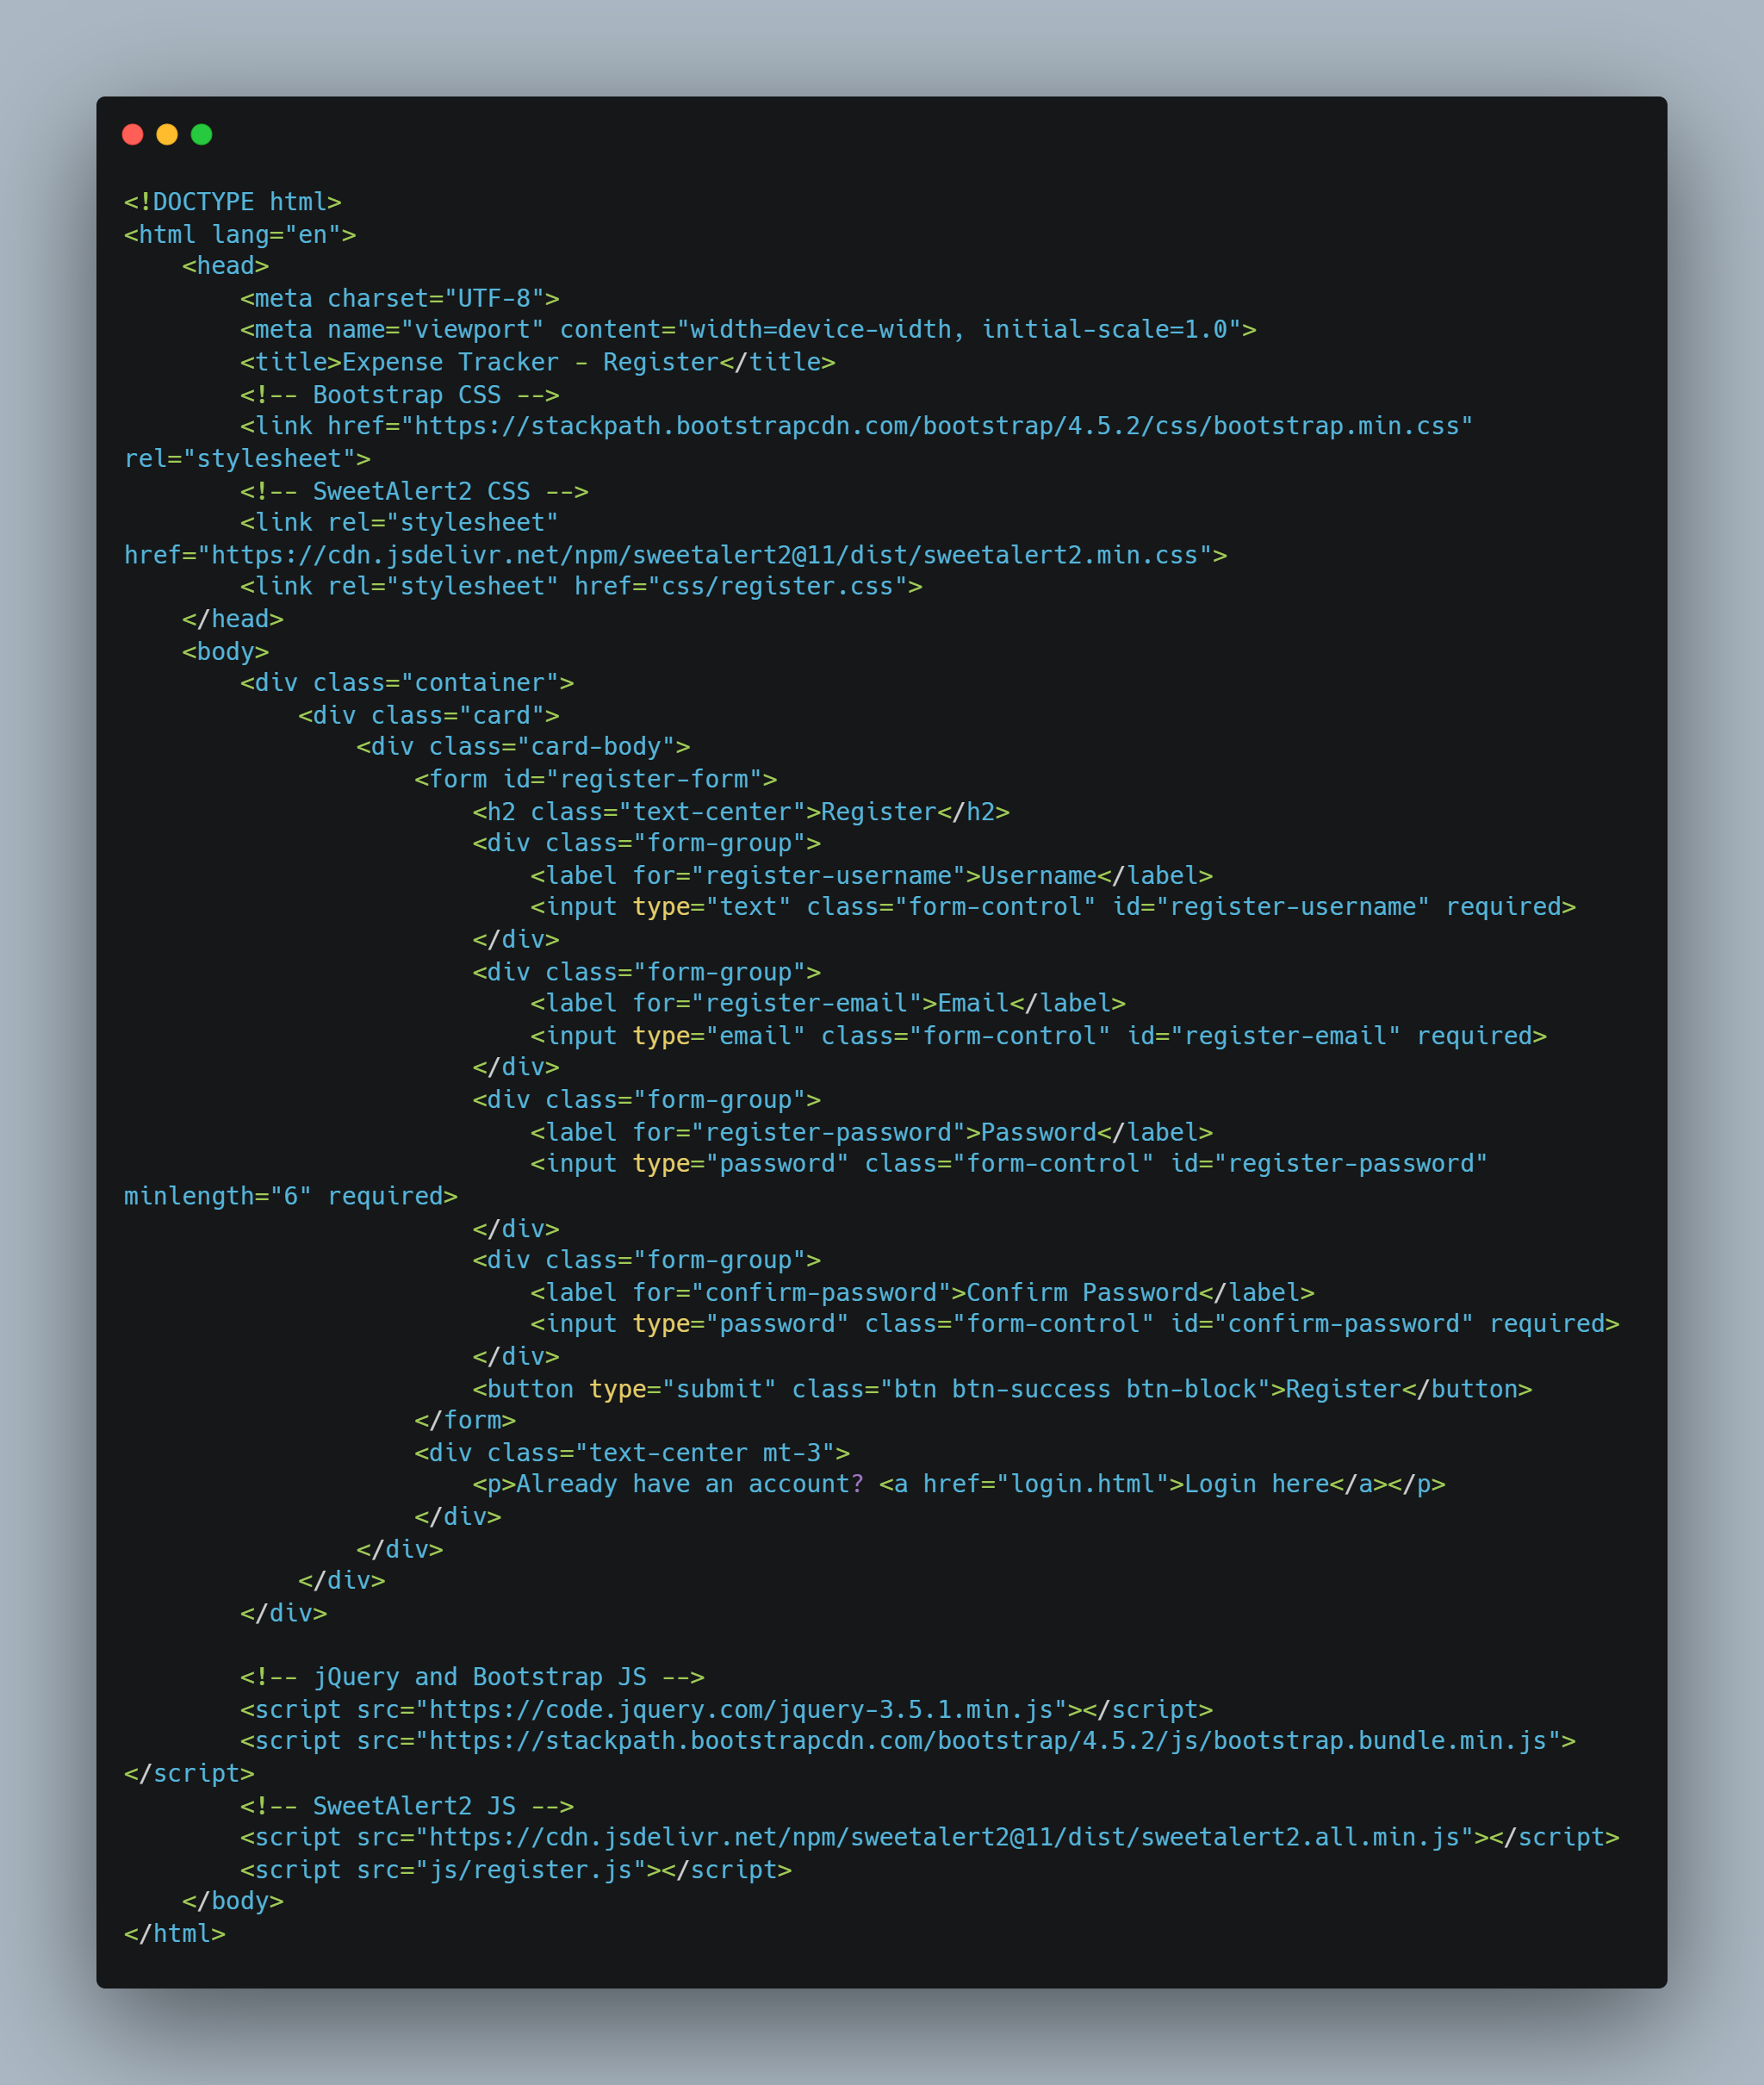 <!DOCTYPE html>
<html lang="en">
    <head>
        <meta charset="UTF-8">
        <meta name="viewport" content="width=device-width, initial-scale=1.0">
        <title>Expense Tracker - Register</title>
        <!-- Bootstrap CSS -->
        <link href="https://stackpath.bootstrapcdn.com/bootstrap/4.5.2/css/bootstrap.min.css"
rel="stylesheet">
        <!-- SweetAlert2 CSS -->
        <link rel="stylesheet"
href="https://cdn.jsdelivr.net/npm/sweetalert2@11/dist/sweetalert2.min.css">
        <link rel="stylesheet" href="css/register.css">
    </head>
    <body>
        <div class="container">
            <div class="card">
                <div class="card-body">
                    <form id="register-form">
                        <h2 class="text-center">Register</h2>
                        <div class="form-group">
                            <label for="register-username">Username</label>
                            <input type="text" class="form-control" id="register-username" required>
                        </div>
                        <div class="form-group">
                            <label for="register-email">Email</label>
                            <input type="email" class="form-control" id="register-email" required>
                        </div>
                        <div class="form-group">
                            <label for="register-password">Password</label>
                            <input type="password" class="form-control" id="register-password"
minlength="6" required>
                        </div>
                        <div class="form-group">
                            <label for="confirm-password">Confirm Password</label>
                            <input type="password" class="form-control" id="confirm-password" required>
                        </div>
                        <button type="submit" class="btn btn-success btn-block">Register</button>
                    </form>
                    <div class="text-center mt-3">
                        <p>Already have an account? <a href="login.html">Login here</a></p>
                    </div>
                </div>
            </div>
        </div>

        <!-- jQuery and Bootstrap JS -->
        <script src="https://code.jquery.com/jquery-3.5.1.min.js"></script>
        <script src="https://stackpath.bootstrapcdn.com/bootstrap/4.5.2/js/bootstrap.bundle.min.js">
</script>
        <!-- SweetAlert2 JS -->
        <script src="https://cdn.jsdelivr.net/npm/sweetalert2@11/dist/sweetalert2.all.min.js"></script>
        <script src="js/register.js"></script>
    </body>
</html>